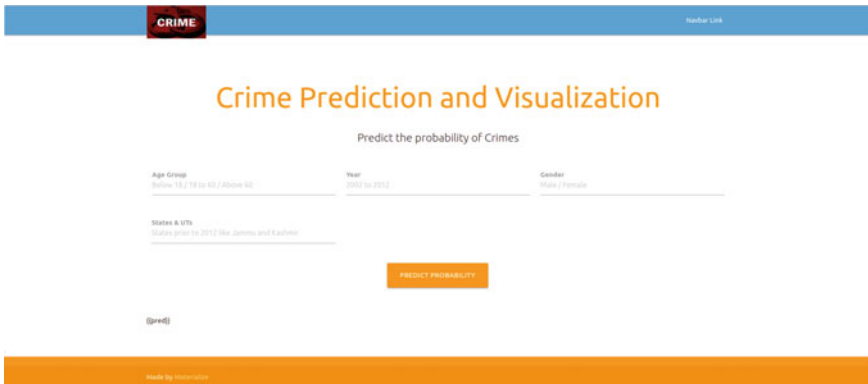 CRIME
Navbar Link
Crime Prediction and Visualization
Predict the probability of Crimes
Age Group
Below 18 / 18 to 60 / Above 60
Year
2002 to 2012
Gender
Male / Female
States & UTs
States prior to 2012 like Jammu and Kashmir
PREDICT PROBABILITY
{{pred}}
Made by Materialize